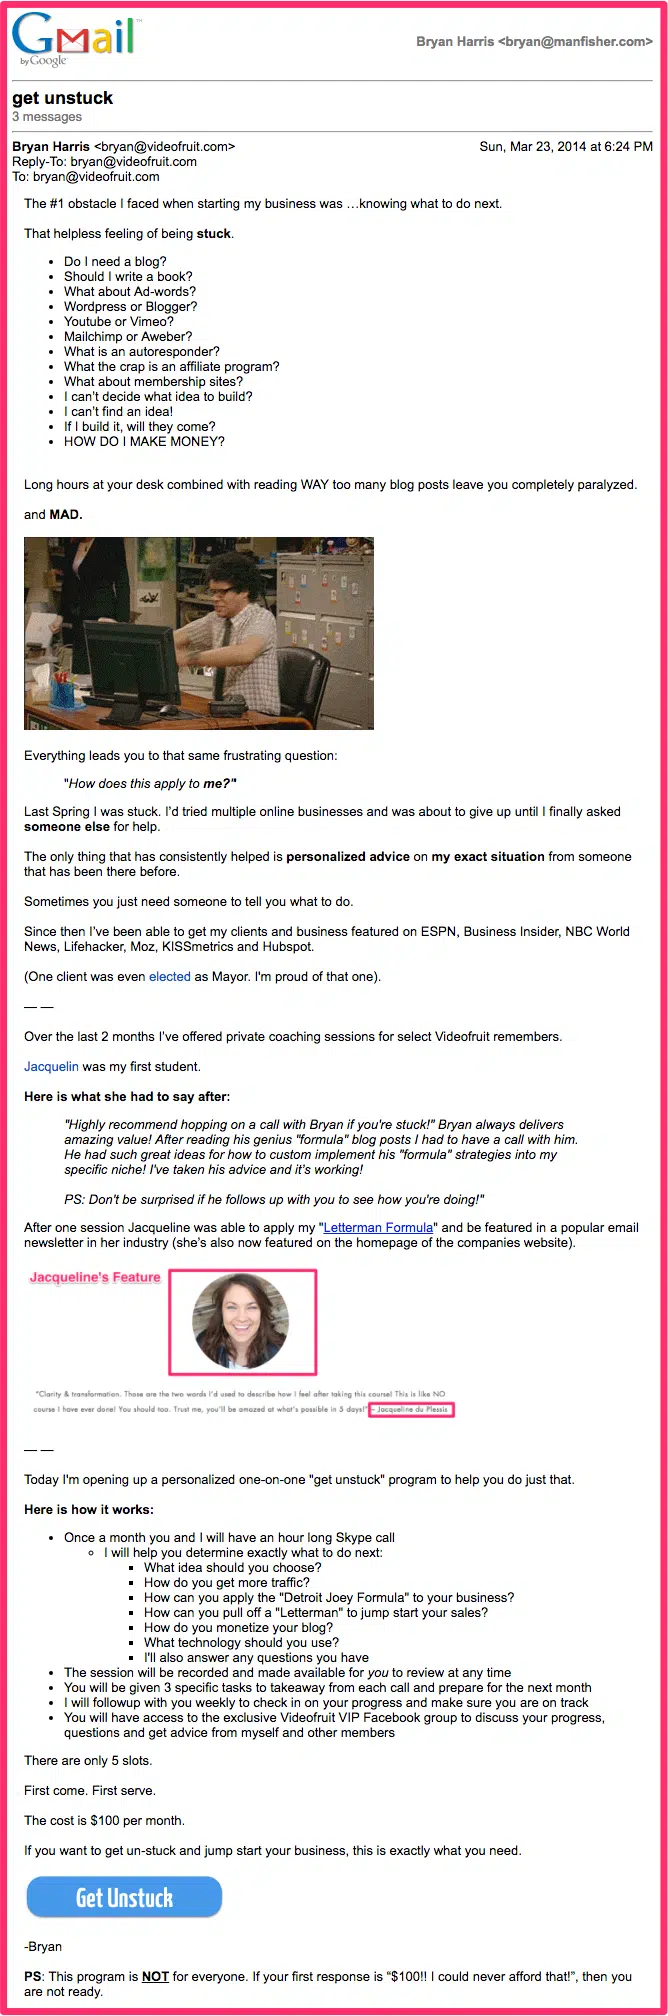 Gmail
by Google
Bryan Harris <bryan@manfisher.com>
get unstuck
3 messages
Bryan Harris <bryan@videofruit.com>
Sun, Mar 23, 2014 at 6:24 PM
Reply-To: bryan@videofruit.com
To: bryan@videofruit.com
The #1 obstacle I faced when starting my business was …knowing what to do next.
That helpless feeling of being stuck.
• Do I need a blog?
• Should I write a book?
• What about Ad-words?
• Wordpress or Blogger?
• Youtube or Vimeo?
• Mailchimp or Aweber?
• What is an autoresponder?
• What the crap is an affiliate program?
• What about membership sites?
• I can't decide what idea to build?
• I can't find an idea!
• If I build it, will they come?
• HOW DO I MAKE MONEY?
Long hours at your desk combined with reading WAY too many blog posts leave you completely paralyzed.
and MAD.
Everything leads you to that same frustrating question:
"How does this apply to me?"
Last Spring I was stuck. I'd tried multiple online businesses and was about to give up until I finally asked
someone else for help.
The only thing that has consistently helped is personalized advice on my exact situation from someone
that has been there before.
Sometimes you just need someone to tell you what to do.
Since then I've been able to get my clients and business featured on ESPN, Business Insider, NBC World
News, Lifehacker, Moz, KISSmetrics and Hubspot.
(One client was even elected as Mayor. I'm proud of that one).
— —
Over the last 2 months I've offered private coaching sessions for select Videofruit remembers.
Jacquelin was my first student.
Here is what she had to say after:
"Highly recommend hopping on a call with Bryan if you're stuck!" Bryan always delivers
amazing value! After reading his genius "formula" blog posts I had to have a call with him.
He had such great ideas for how to custom implement his "formula" strategies into my
specific niche! I've taken his advice and it's working!
PS: Don't be surprised if he follows up with you to see how you're doing!"
After one session Jacqueline was able to apply my "Letterman Formula" and be featured in a popular email
newsletter in her industry (she's also now featured on the homepage of the companies website).
Jacqueline's Feature
"Clarity & transformation. Those are the two words I'd used to describe how I feel after taking this course! This is like NO
course I have ever done! You should too. Trust me, you'll be amazed at what's possible in 5 days!" - Jacqueline du Plessis
— —
Today I'm opening up a personalized one-on-one "get unstuck" program to help you do just that.
Here is how it works:
• Once a month you and I will have an hour long Skype call
◦ I will help you determine exactly what to do next:
▪ What idea should you choose?
▪ How do you get more traffic?
▪ How can you apply the "Detroit Joey Formula" to your business?
▪ How can you pull off a "Letterman" to jump start your sales?
▪ How do you monetize your blog?
▪ What technology should you use?
▪ I'll also answer any questions you have
• The session will be recorded and made available for you to review at any time
• You will be given 3 specific tasks to takeaway from each call and prepare for the next month
• I will followup with you weekly to check in on your progress and make sure you are on track
• You will have access to the exclusive Videofruit VIP Facebook group to discuss your progress,
questions and get advice from myself and other members
There are only 5 slots.
First come. First serve.
The cost is $100 per month.
If you want to get un-stuck and jump start your business, this is exactly what you need.
Get Unstuck
-Bryan
PS: This program is NOT for everyone. If your first response is “$100!! I could never afford that!”, then you
are not ready.